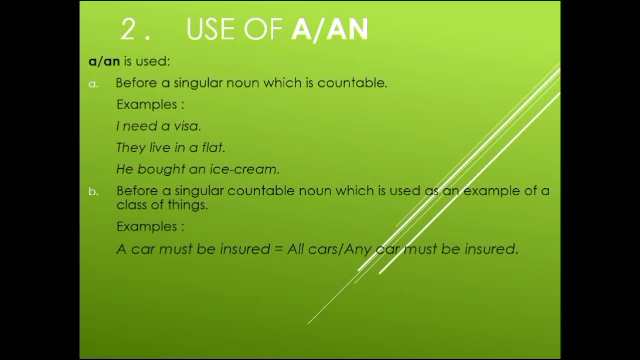 2. USE OF A/AN
a/an is used:
a. Before a singular noun which is countable.
Examples :
I need a visa.
They live in a flat.
He bought an ice-cream.
b. Before a singular countable noun which is used as an example of a
class of things.
Examples :
A car must be insured = All cars/Any car must be insured.